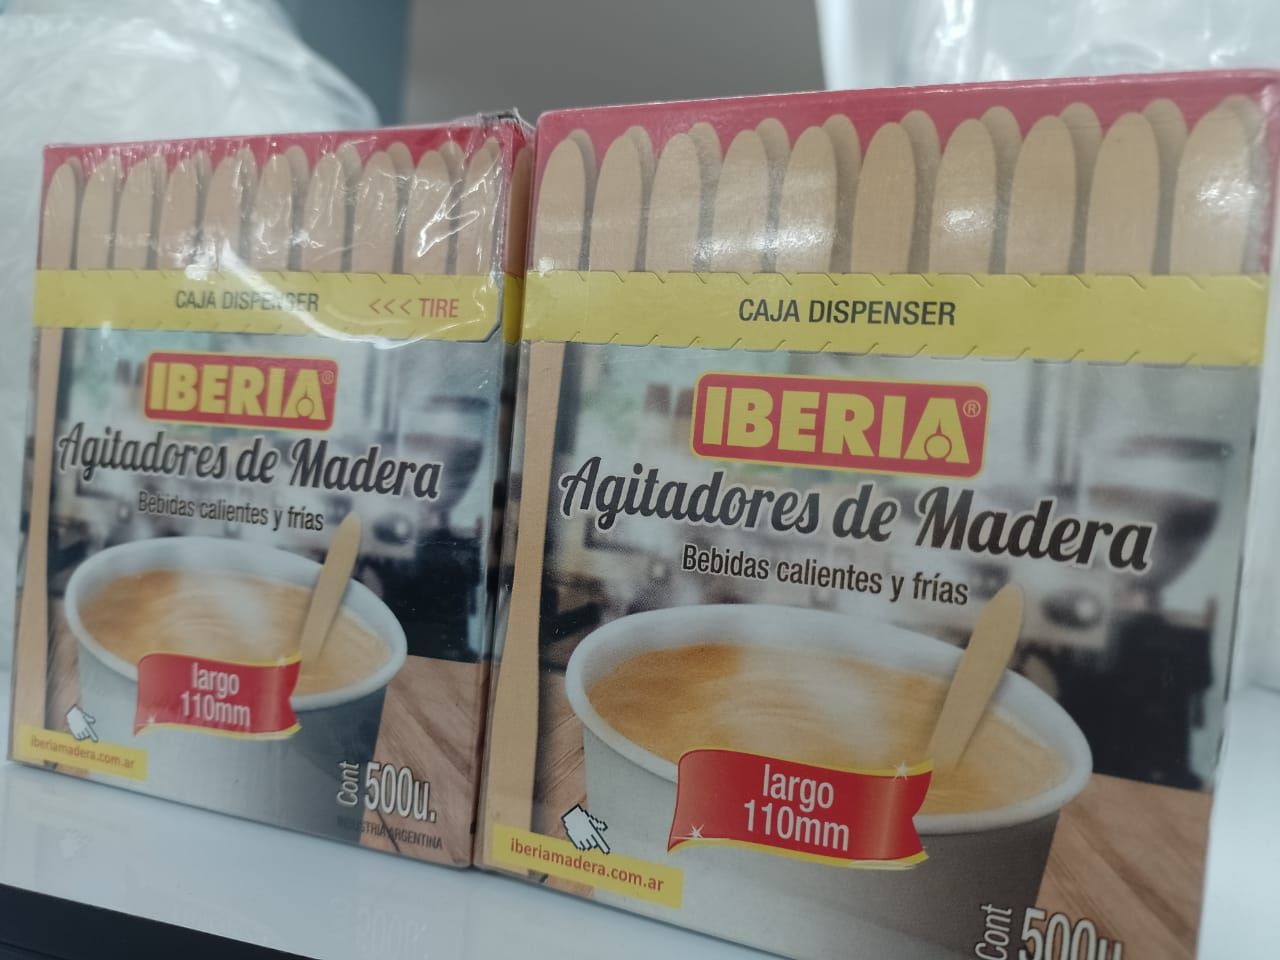 CAJA DISPENSER <<< TIRE
IBERIA®
Agitadores de Madera
Bebidas calientes y frías
largo
110mm
iberiamadera.com.ar
Cont 500u.
INDUSTRIA ARGENTINA
CAJA DISPENSER
IBERIA®
Agitadores de Madera
Bebidas calientes y frías
largo
110mm
iberiamadera.com.ar
Cont 500u